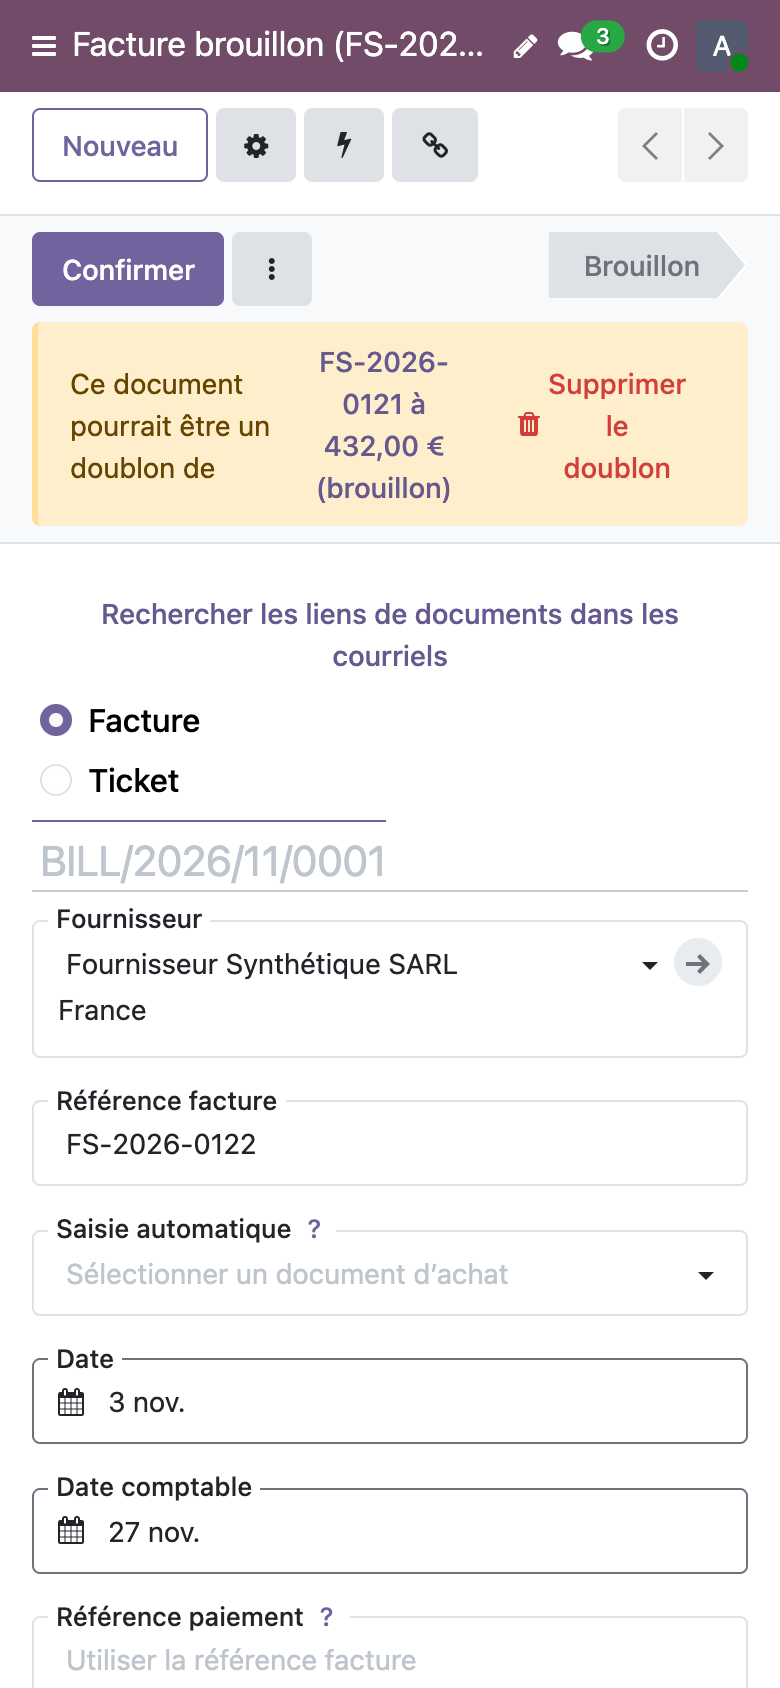 Facture brouillon (FS-202...
3
A
Nouveau
Confirmer
Brouillon
Ce document pourrait être un doublon de
FS-2026-0121 à 432,00 € (brouillon)
Supprimer le doublon
Rechercher les liens de documents dans les
courriels
Facture
Ticket
BILL/2026/11/0001
Fournisseur
Fournisseur Synthétique SARL
France
Référence facture
FS-2026-0122
Saisie automatique ?
Sélectionner un document d’achat
Date
3 nov.
Date comptable
27 nov.
Référence paiement ?
Utiliser la référence facture